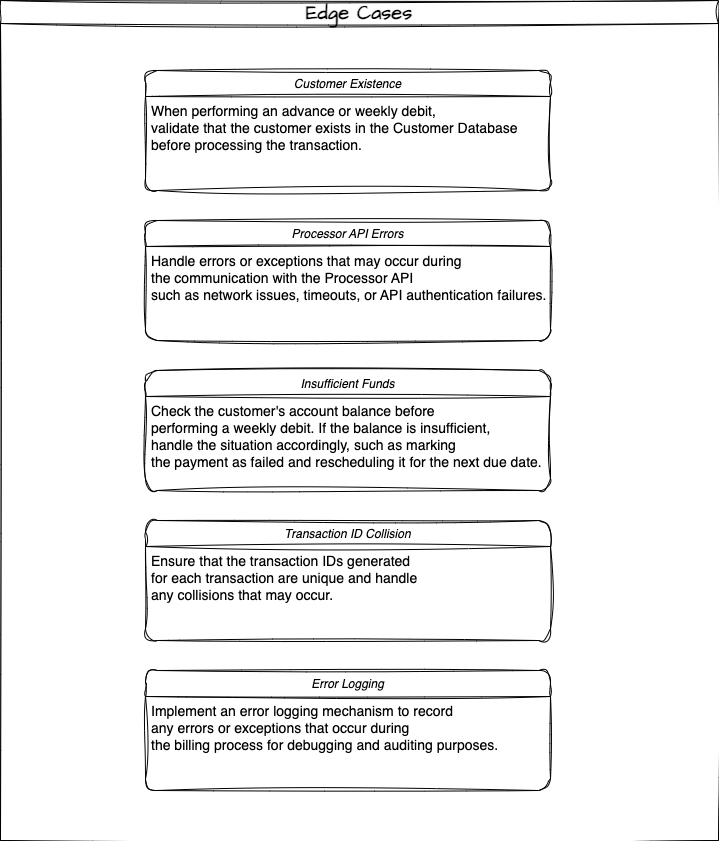 Edge Cases
Customer Existence
When performing an advance or weekly debit,
validate that the customer exists in the Customer Database
before processing the transaction.
Processor API Errors
Handle errors or exceptions that may occur during
the communication with the Processor API
such as network issues, timeouts, or API authentication failures.
Insufficient Funds
Check the customer's account balance before
performing a weekly debit. If the balance is insufficient,
handle the situation accordingly, such as marking
the payment as failed and rescheduling it for the next due date.
Transaction ID Collision
Ensure that the transaction IDs generated
for each transaction are unique and handle
any collisions that may occur.
Error Logging
Implement an error logging mechanism to record
any errors or exceptions that occur during
the billing process for debugging and auditing purposes.